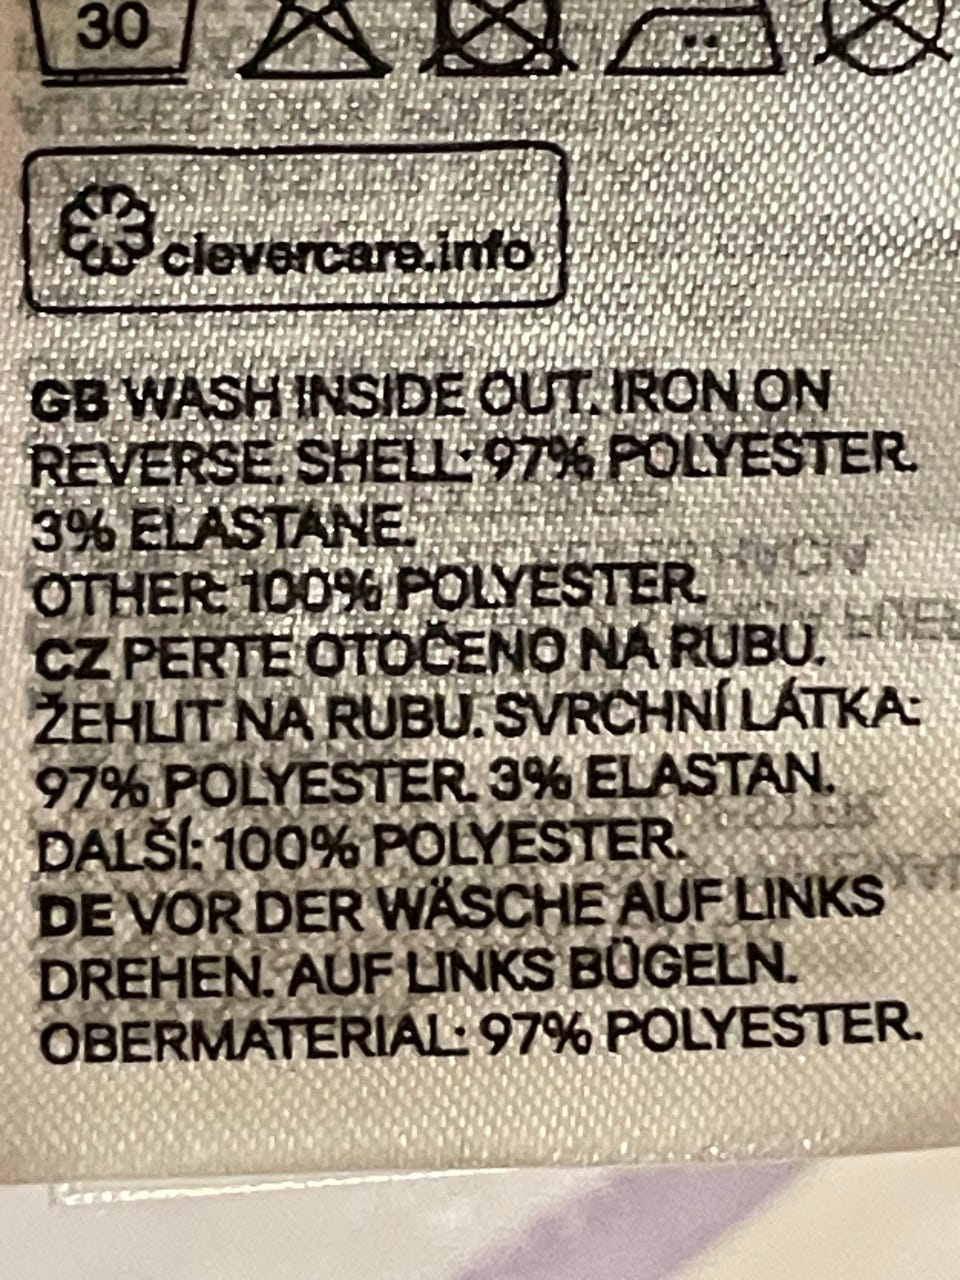 30
clevercare.info
GB WASH INSIDE OUT. IRON ON
REVERSE. SHELL: 97% POLYESTER.
3% ELASTANE.
OTHER: 100% POLYESTER.
CZ PERTE OTOČENO NA RUBU.
ŽEHLIT NA RUBU. SVRCHNÍ LÁTKA:
97% POLYESTER. 3% ELASTAN.
DALŠÍ: 100% POLYESTER.
DE VOR DER WÄSCHE AUF LINKS
DREHEN. AUF LINKS BÜGELN.
OBERMATERIAL: 97% POLYESTER.